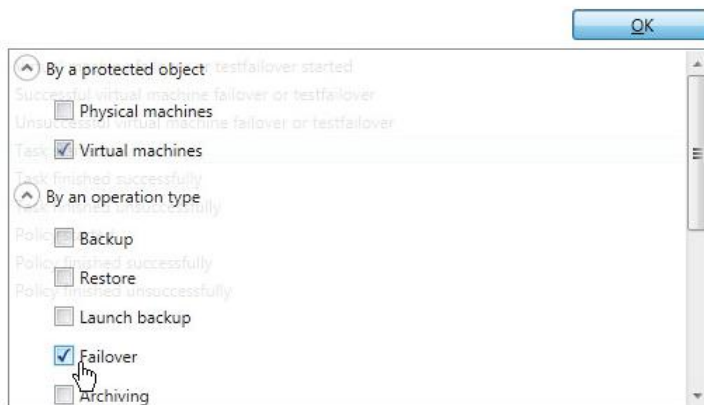 OK
By a protected object
or testfailover started
Successful virtual machine failover or testfailover
Physical machines
Unsuccessful virtual machine failover or testfailover
Virtual machines
Task finished successfully
By an operation type
Task finished unsuccessfully
Backup
Policy finished successfully
Restore
Policy finished unsuccessfully
Launch backup
Failover
Archiving